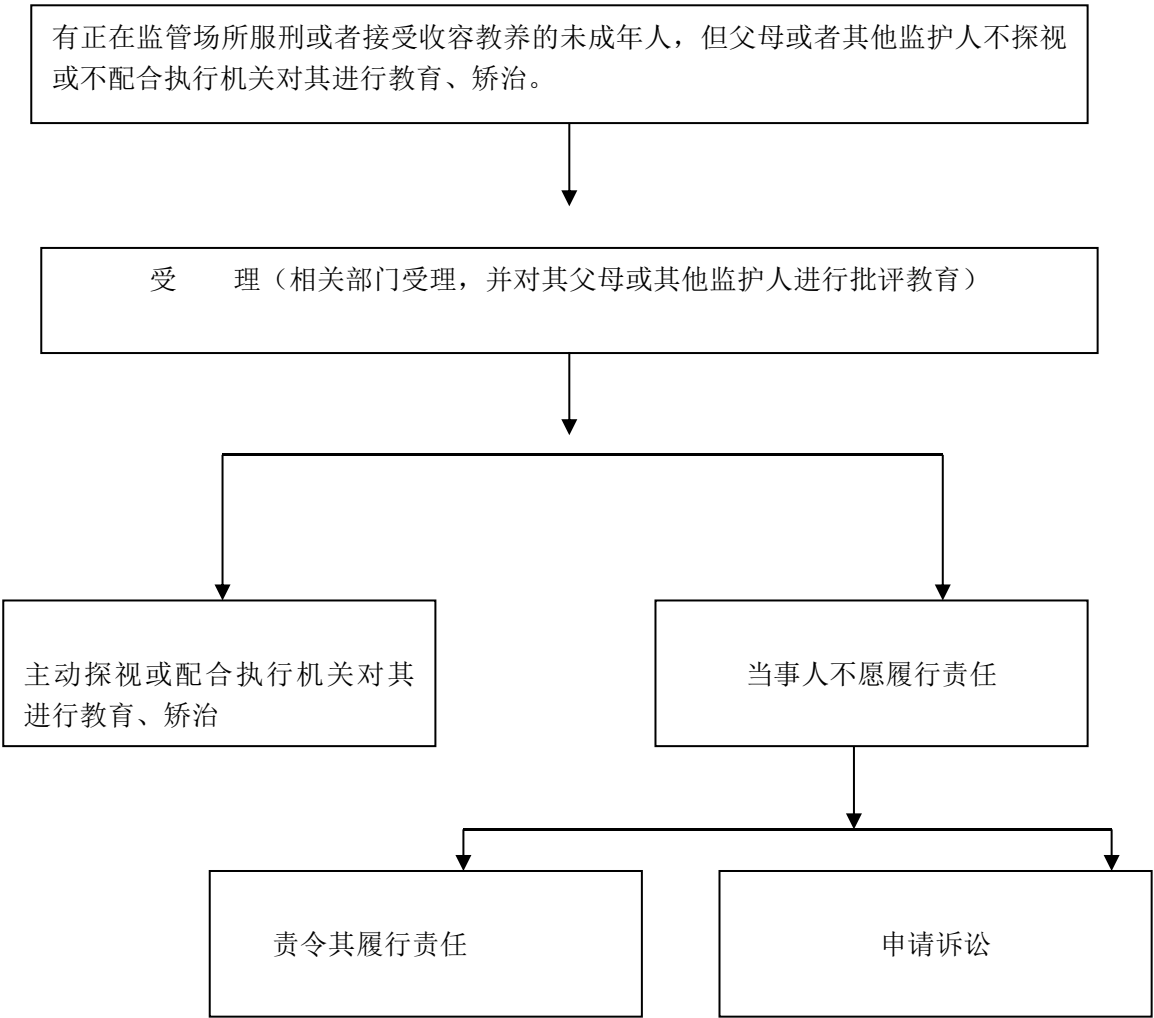 有正在监管场所服刑或者接受收容教养的未成年人，但父母或者其他监护人不探视
或不配合执行机关对其进行教育、矫治。
受　　理（相关部门受理，并对其父母或其他监护人进行批评教育）
主动探视或配合执行机关对其
进行教育、矫治
当事人不愿履行责任
责令其履行责任
申请诉讼